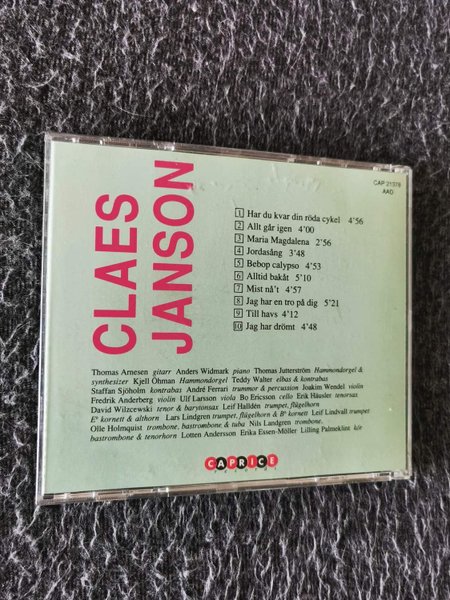 CLAES
JANSON
CAP 21378
AAD
1 Har du kvar din röda cykel 4'56
2 Allt går igen 4'00
3 Maria Magdalena 2'56
4 Jordasång 3'48
5 Bebop calypso 4'53
6 Alltid bakåt 5'10
7 Mist nå't 4'57
8 Jag har en tro på dig 5'21
9 Till havs 4'12
10 Jag har drömt 4'48
Thomas Arnesen gitarr Anders Widmark piano Thomas Jutterström Hammondorgel &
synthesizer Kjell Öhman Hammondorgel Teddy Walter elbas & kontrabas
Staffan Sjöholm kontrabas André Ferrari trummor & percussion Joakim Wendel violin
Fredrik Anderberg violin Ulf Larsson viola Bo Ericsson cello Erik Häusler tenorsax
David Wilzcewski tenor & barytonsax Leif Halldén trumpet, flügelhorn
E♭ kornett & althorn Lars Lindgren trumpet, flügelhorn & B♭ kornett Leif Lindvall trumpet
Olle Holmquist trombone, bastrombone & tuba Nils Landgren trombone,
bastrombone & tenorhorn Lotten Andersson Erika Essen-Möller Lilling Palmeklint kör
CAPRICE